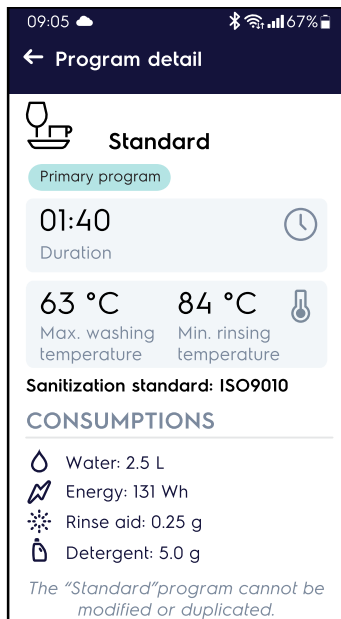 09:05 67%
Program detail
Standard
Primary program
01:40
Duration
63 °C 84 °C
Max. washing Min. rinsing
temperature temperature
Sanitization standard: ISO9010
CONSUMPTIONS
Water: 2.5 L
Energy: 131 Wh
Rinse aid: 0.25 g
Detergent: 5.0 g
The “Standard”program cannot be
modified or duplicated.